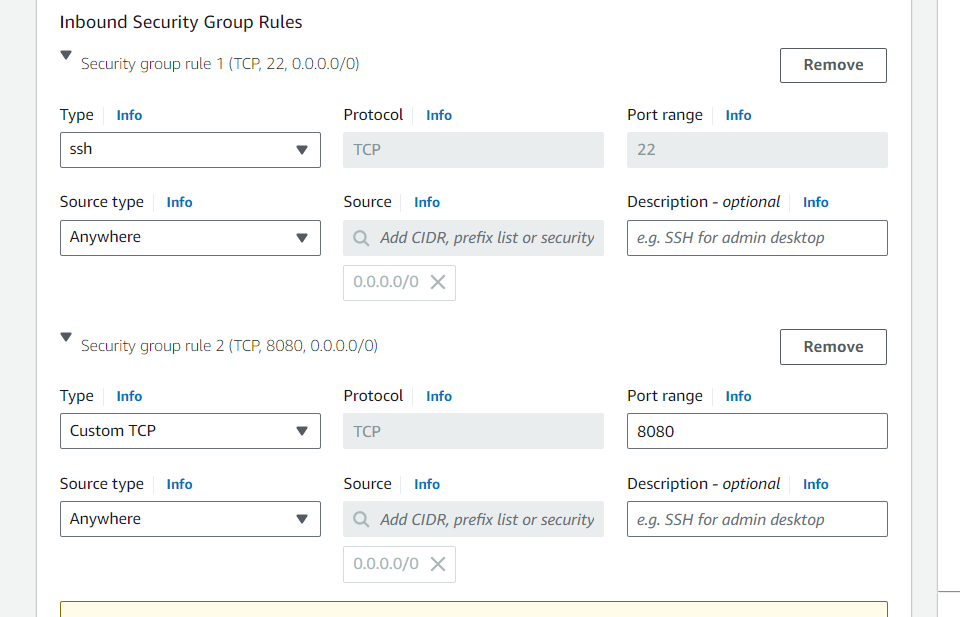 Inbound Security Group Rules
Security group rule 1 (TCP, 22, 0.0.0.0/0)
Remove
Type Info Protocol Info Port range Info
ssh TCP 22
Source type Info Source Info Description - optional Info
Anywhere Add CIDR, prefix list or security e.g. SSH for admin desktop
0.0.0.0/0
Security group rule 2 (TCP, 8080, 0.0.0.0/0)
Remove
Type Info Protocol Info Port range Info
Custom TCP TCP 8080
Source type Info Source Info Description - optional Info
Anywhere Add CIDR, prefix list or security e.g. SSH for admin desktop
0.0.0.0/0